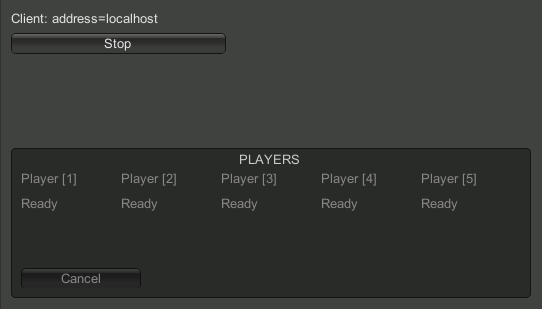 Client: address=localhost
Stop
PLAYERS
Player [1] Player [2] Player [3] Player [4] Player [5]
Ready Ready Ready Ready Ready
Cancel